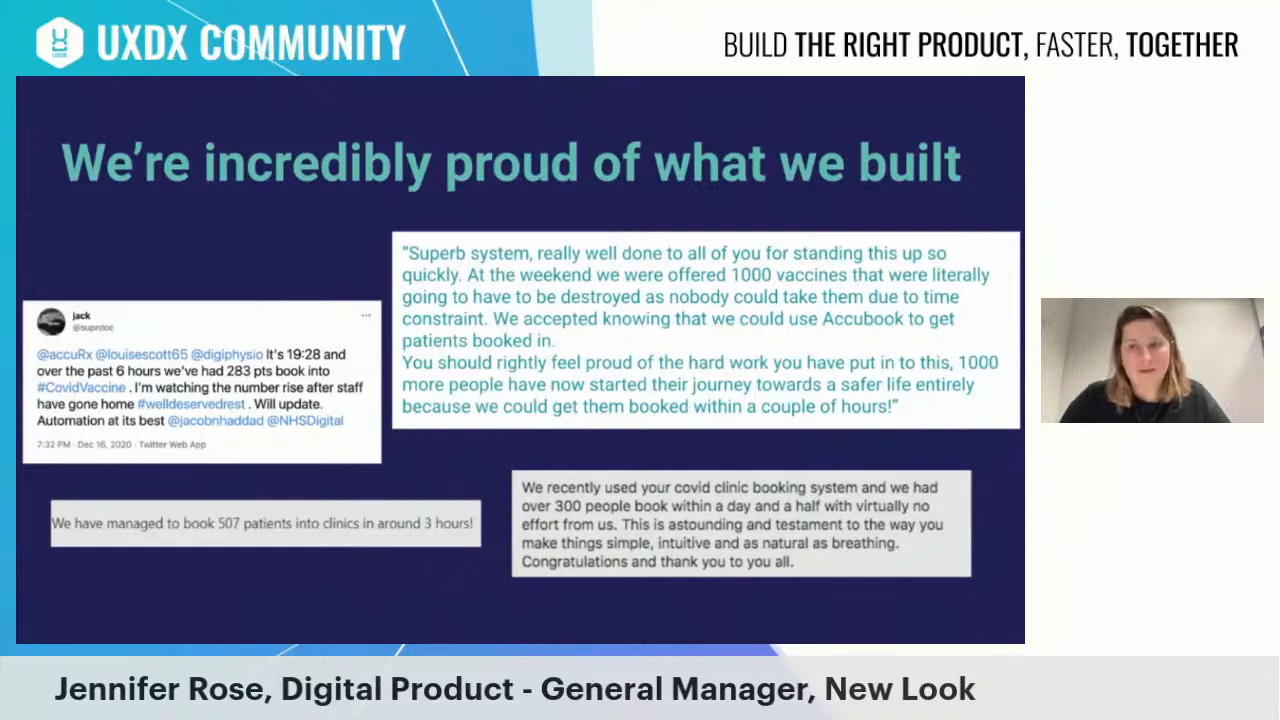 UXDX
UXDX COMMUNITY
BUILD THE RIGHT PRODUCT, FASTER, TOGETHER
We're incredibly proud of what we built
"Superb system, really well done to all of you for standing this up so
quickly. At the weekend we were offered 1000 vaccines that were literally
going to have to be destroyed as nobody could take them due to time
constraint. We accepted knowing that we could use Accubook to get
patients booked in.
You should rightly feel proud of the hard work you have put in to this, 1000
more people have now started their journey towards a safer life entirely
because we could get them booked within a couple of hours!"
jack
@suprdoc
@accuRx @louisescott65 @digiphysio It's 19:28 and
over the past 6 hours we've had 283 pts book into
#CovidVaccine . I'm watching the number rise after staff
have gone home #welldeservedrest . Will update.
Automation at its best @jacobnhaddad @NHSDigital
7:32 PM · Dec 16, 2020 · Twitter Web App
We have managed to book 507 patients into clinics in around 3 hours!
We recently used your covid clinic booking system and we had
over 300 people book within a day and a half with virtually no
effort from us. This is astounding and testament to the way you
make things simple, intuitive and as natural as breathing.
Congratulations and thank you to you all.
Jennifer Rose, Digital Product - General Manager, New Look